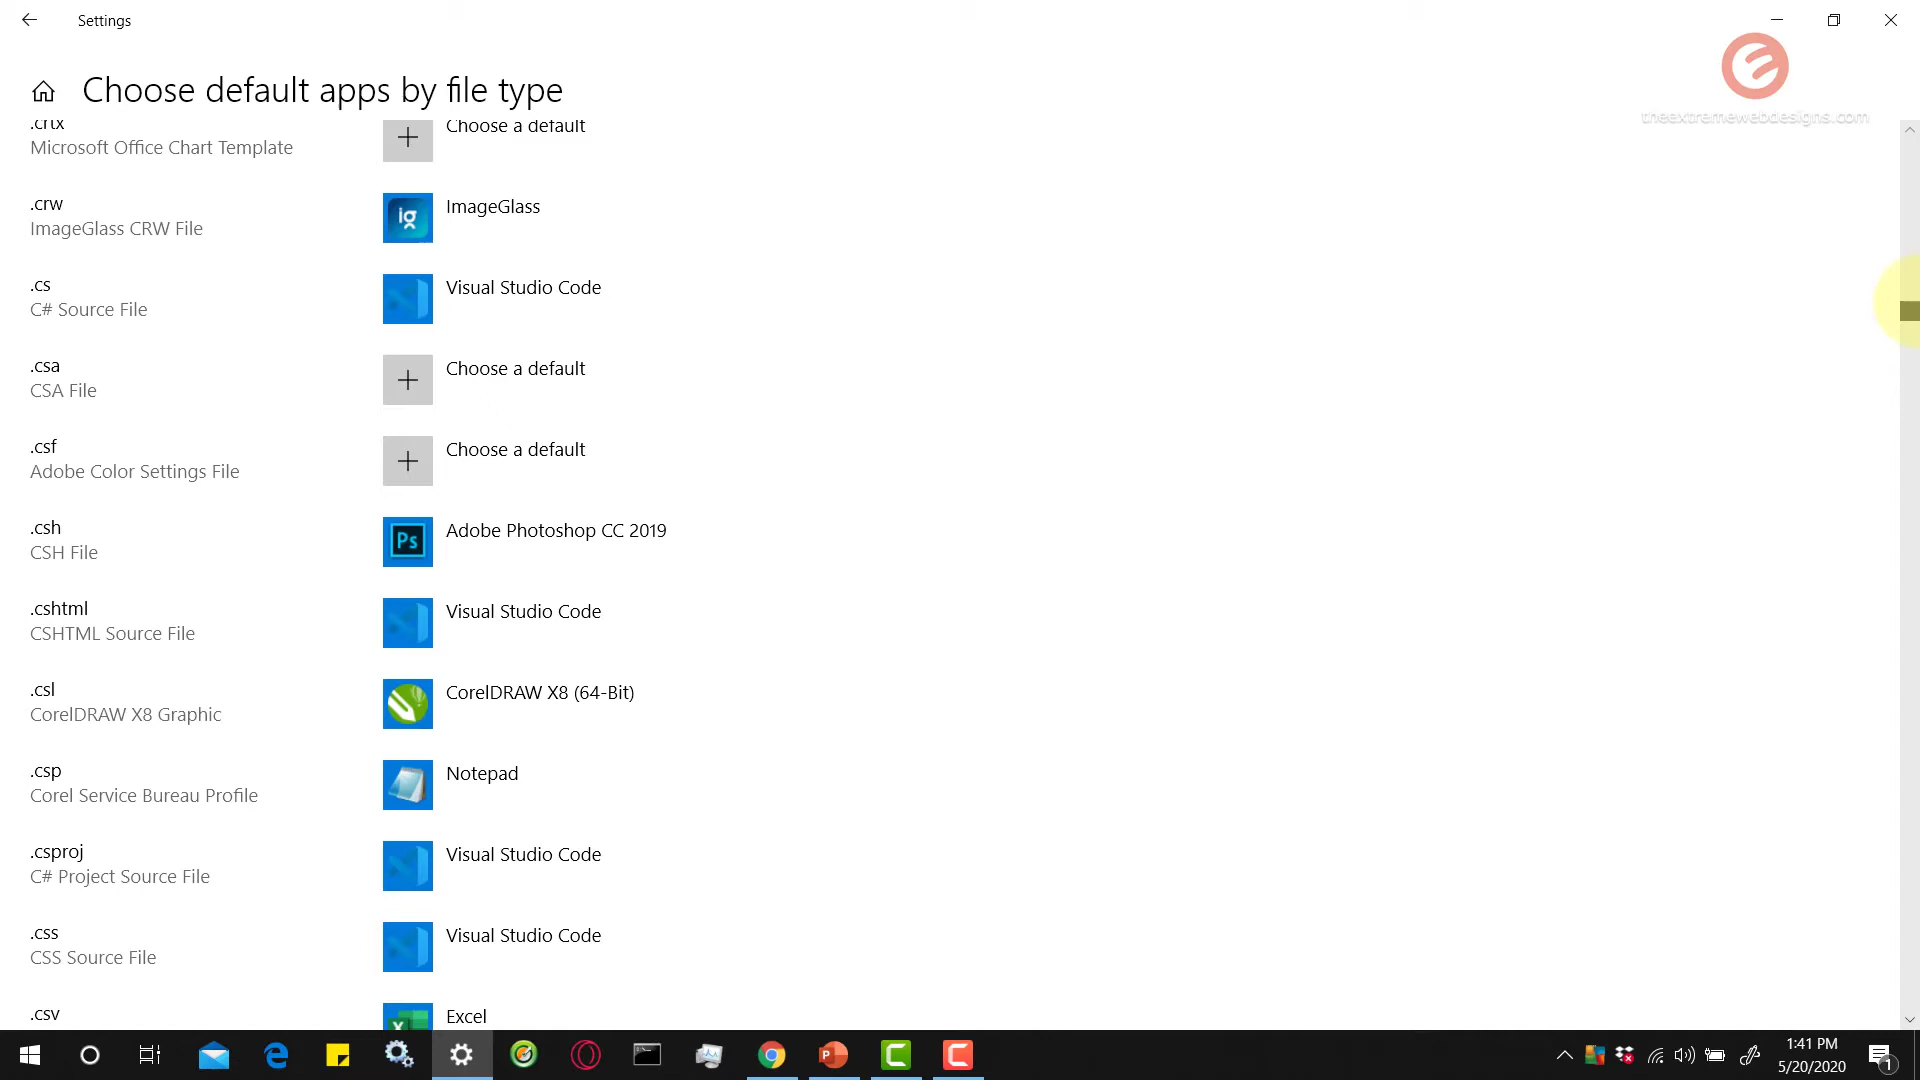 Settings
Choose default apps by file type
theextremewebdesigns.com
.crtx
Choose a default
Microsoft Office Chart Template
.crw
ImageGlass
ImageGlass CRW File
.cs
Visual Studio Code
C# Source File
.csa
Choose a default
CSA File
.csf
Choose a default
Adobe Color Settings File
.csh
Adobe Photoshop CC 2019
CSH File
.cshtml
Visual Studio Code
CSHTML Source File
.csl
CorelDRAW X8 (64-Bit)
CorelDRAW X8 Graphic
.csp
Notepad
Corel Service Bureau Profile
.csproj
Visual Studio Code
C# Project Source File
.css
Visual Studio Code
CSS Source File
.csv
Excel
1:41 PM
5/20/2020
1